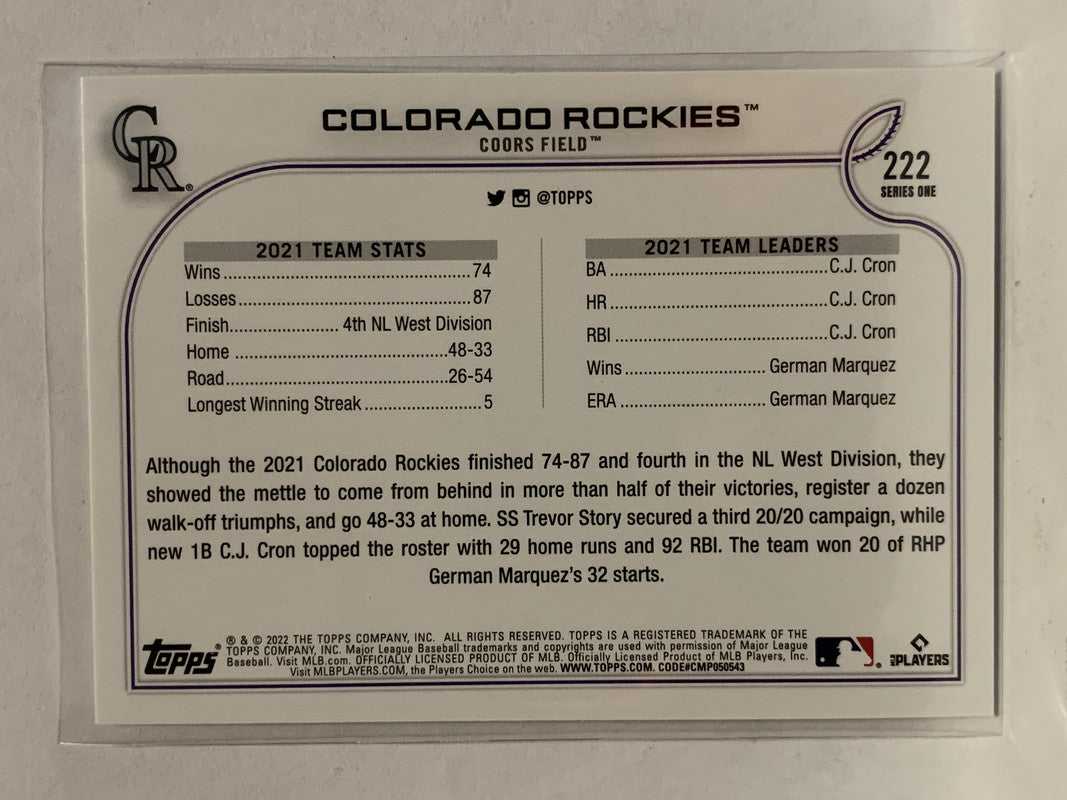 CR®
COLORADO ROCKIES™
COORS FIELD™
222
SERIES ONE
@TOPPS
2021 TEAM STATS
Wins..........74
Losses..........87
Finish.......... 4th NL West Division
Home ..........48-33
Road..........26-54
Longest Winning Streak..........5
2021 TEAM LEADERS
BA..........C.J. Cron
HR..........C.J. Cron
RBI ..........C.J. Cron
Wins.......... German Marquez
ERA .......... German Marquez
Although the 2021 Colorado Rockies finished 74-87 and fourth in the NL West Division, they
showed the mettle to come from behind in more than half of their victories, register a dozen
walk-off triumphs, and go 48-33 at home. SS Trevor Story secured a third 20/20 campaign, while
new 1B C.J. Cron topped the roster with 29 home runs and 92 RBI. The team won 20 of RHP
German Marquez's 32 starts.
TOPPS®
® & © 2022 THE TOPPS COMPANY, INC. ALL RIGHTS RESERVED. TOPPS IS A REGISTERED TRADEMARK OF THE
TOPPS COMPANY, INC. Major League Baseball trademarks and copyrights are used with permission of Major League
Baseball. Visit MLB.com. OFFICIALLY LICENSED PRODUCT OF MLB. Officially Licensed Product of MLB Players, Inc.
Visit MLBPLAYERS.COM, the Players Choice on the web. WWW.TOPPS.COM. CODE#CMP050543
MLB PLAYERS